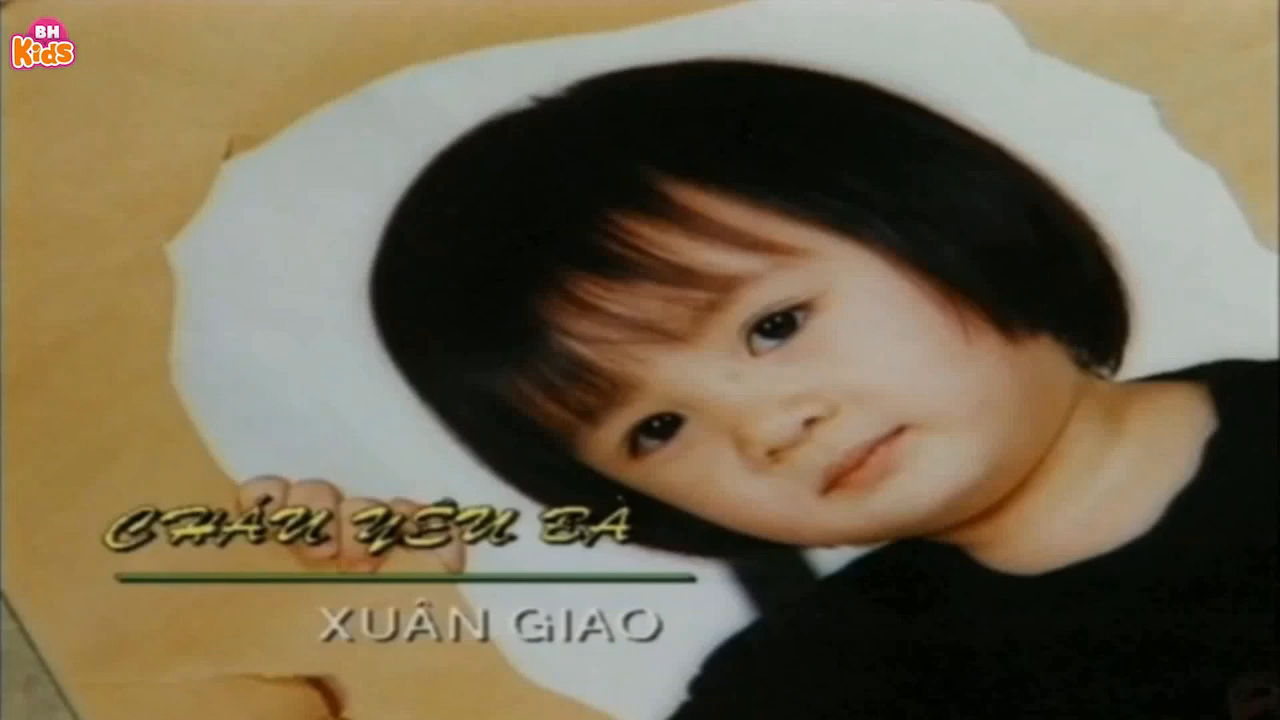 BH
Kids
CHÁU YÊU BÀ
XUÂN GIAO